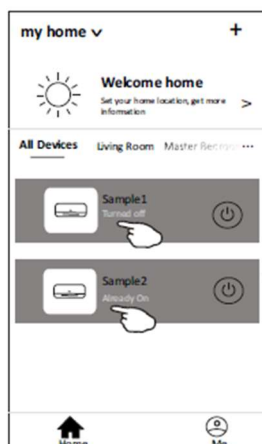 my home
+
Welcome home
Set your home location, get more
information
>
All Devices Living Room Master ...
Sample1
Turned off
Sample2
Already On
Home Me